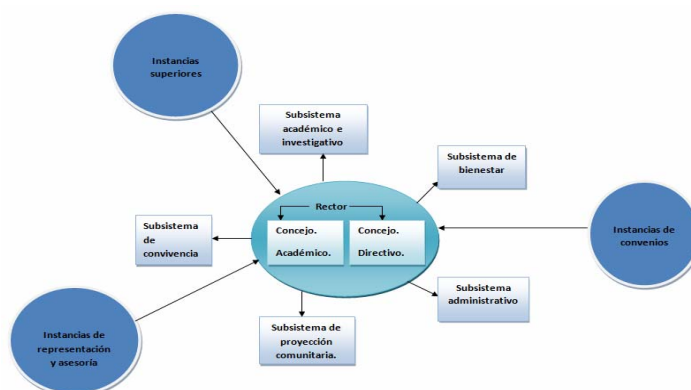 Instancias
superiores
Subsistema
académico e
investigativo
Subsistema de
bienestar
Rector
Concejo.
Académico.
Concejo.
Directivo.
Subsistema
de
convivencia
Instancias de
convenios
Subsistema
administrativo
Instancias de
representación
y asesoría
Subsistema de
proyección
comunitaria.